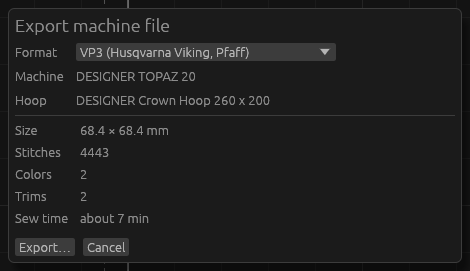 Export machine file
Format VP3 (Husqvarna Viking, Pfaff)
Machine DESIGNER TOPAZ 20
Hoop DESIGNER Crown Hoop 260 x 200
Size 68.4 × 68.4 mm
Stitches 4443
Colors 2
Trims 2
Sew time about 7 min
Export... Cancel